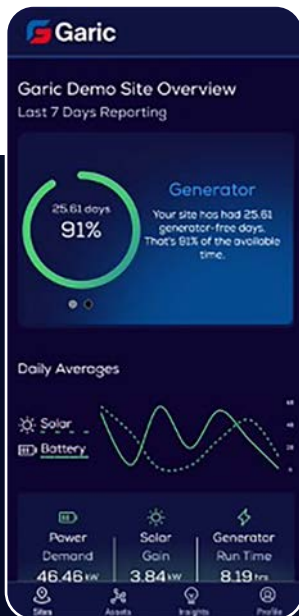 Garic
Garic Demo Site Overview
Last 7 Days Reporting
25.61 days
91%
Generator
Your site has had 25.61
generator-free days.
That's 91% of the available
time.
Daily Averages
Solar
Battery
Power
Demand
46.46 kW
Solar
Gain
3.84 kW
Generator
Run Time
8.19 hrs
Sites
Assets
Insights
Profile